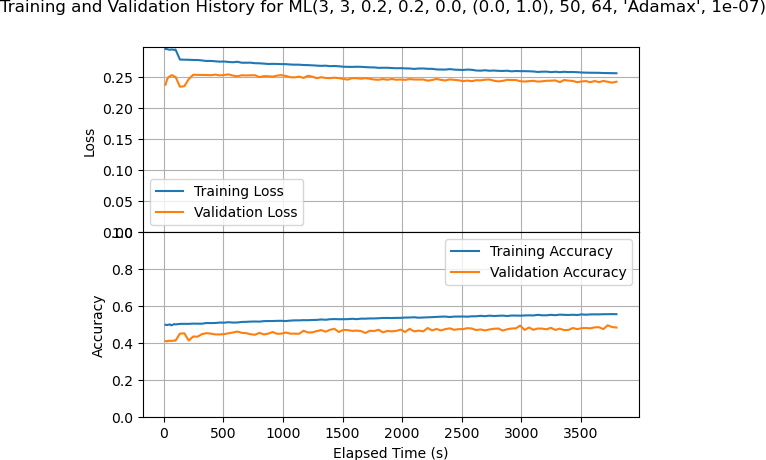 Training and Validation History for ML(3, 3, 0.2, 0.2, 0.0, (0.0, 1.0), 50, 64, 'Adamax', 1e-07)
0.25
0.20
0.15
0.10
0.05
0.00
Loss
Training Loss
Validation Loss
1.0
0.8
0.6
0.4
0.2
0.0
Accuracy
Training Accuracy
Validation Accuracy
0 500 1000 1500 2000 2500 3000 3500
Elapsed Time (s)